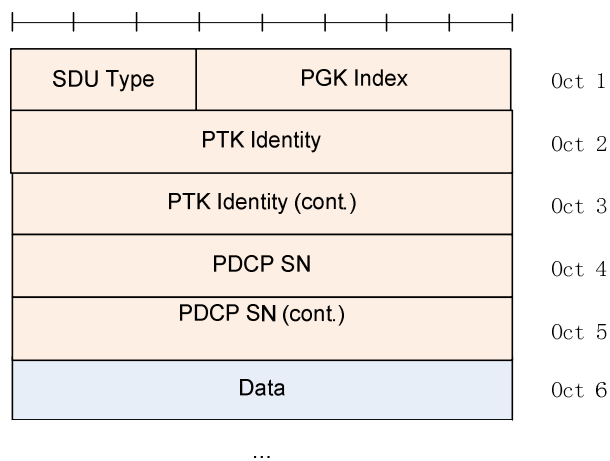 SDU Type PGK Index Oct 1
PTK Identity Oct 2
PTK Identity (cont.) Oct 3
PDCP SN Oct 4
PDCP SN (cont.) Oct 5
Data Oct 6
...